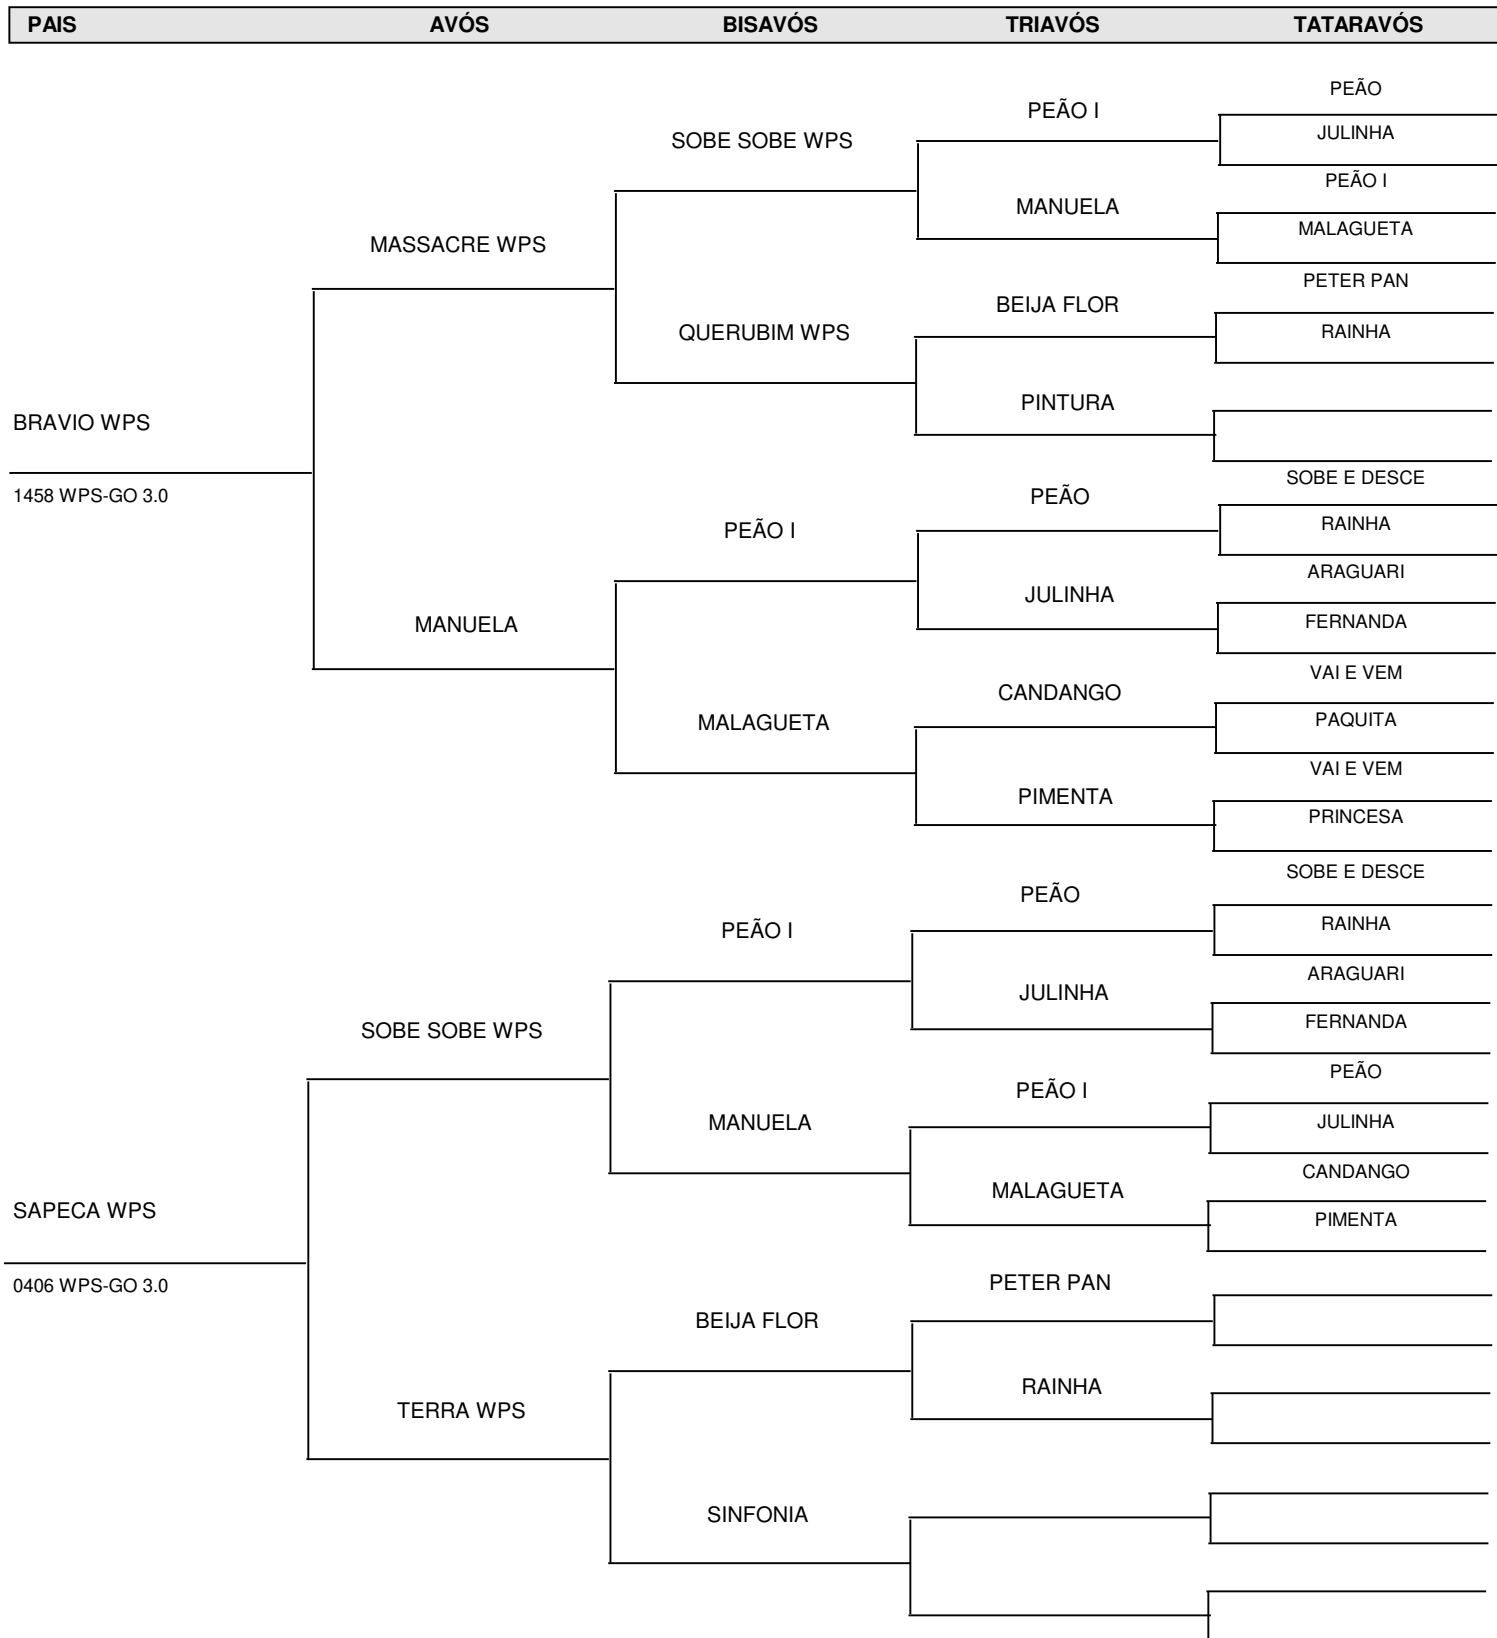 PAIS AVÓS BISAVÓS TRIAVÓS TATARAVÓS
PEÃO
PEÃO I
JULINHA
SOBE SOBE WPS
PEÃO I
MANUELA
MALAGUETA
MASSACRE WPS
PETER PAN
BEIJA FLOR
QUERUBIM WPS
RAINHA
PINTURA
BRAVIO WPS
SOBE E DESCE
1458 WPS-GO 3.0
PEÃO
RAINHA
PEÃO I
ARAGUARI
JULINHA
FERNANDA
MANUELA
VAI E VEM
CANDANGO
PAQUITA
MALAGUETA
VAI E VEM
PIMENTA
PRINCESA
SOBE E DESCE
PEÃO
RAINHA
PEÃO I
ARAGUARI
JULINHA
FERNANDA
SOBE SOBE WPS
PEÃO
PEÃO I
JULINHA
MANUELA
CANDANGO
MALAGUETA
SAPECA WPS
PIMENTA
0406 WPS-GO 3.0
PETER PAN
BEIJA FLOR
RAINHA
TERRA WPS
SINFONIA